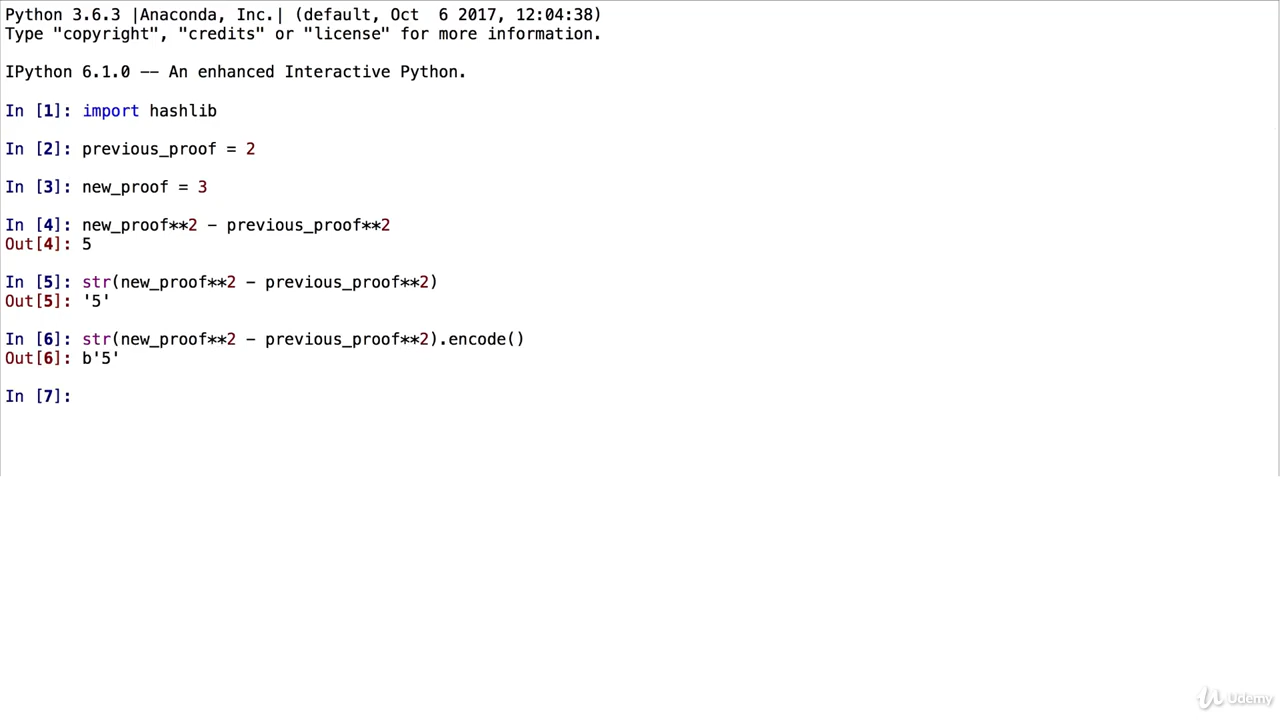 Python 3.6.3 |Anaconda, Inc.| (default, Oct  6 2017, 12:04:38)
Type "copyright", "credits" or "license" for more information.
IPython 6.1.0 -- An enhanced Interactive Python.
In [1]: import hashlib
In [2]: previous_proof = 2
In [3]: new_proof = 3
In [4]: new_proof**2 - previous_proof**2
Out[4]: 5
In [5]: str(new_proof**2 - previous_proof**2)
Out[5]: '5'
In [6]: str(new_proof**2 - previous_proof**2).encode()
Out[6]: b'5'
In [7]:
Udemy